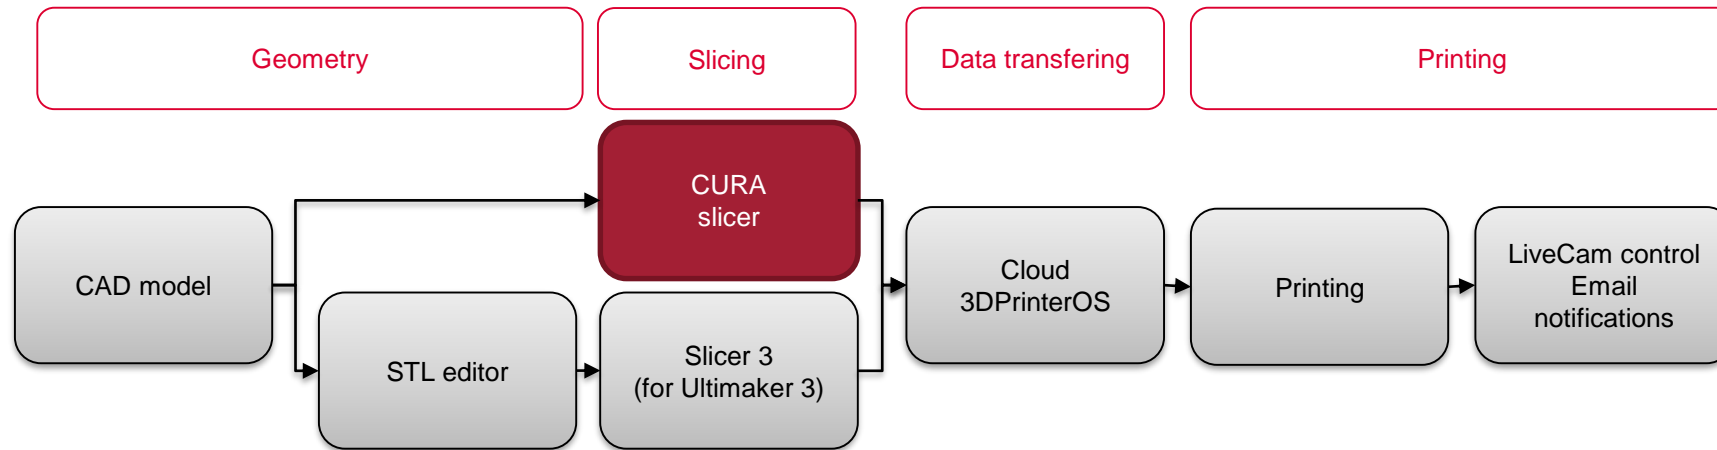 Geometry
Slicing
Data transfering
Printing
CURA
slicer
CAD model
STL editor
Slicer 3
(for Ultimaker 3)
Cloud
3DPrinterOS
Printing
LiveCam control
Email
notifications